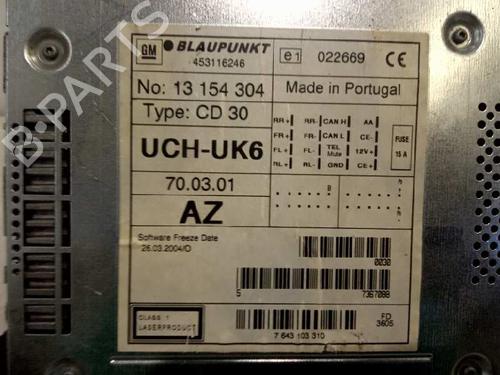 GM BLAUPUNKT
453116246
e1 022669 CE
No: 13 154 304
Made in Portugal
Type: CD 30
RR+ RR- CAN H AA
FR+ FR- CAN L CE-
FL+ FL- TEL Mute 12V+
RL+ RL- GND CE+
FUSE
15 A
UCH-UK6
70.03.01
AZ
B
Software Freeze Date
26.03.2004/D
0030
5 7367088
CLASS 1
LASERPRODUCT
7 643 103 310
FD
3605